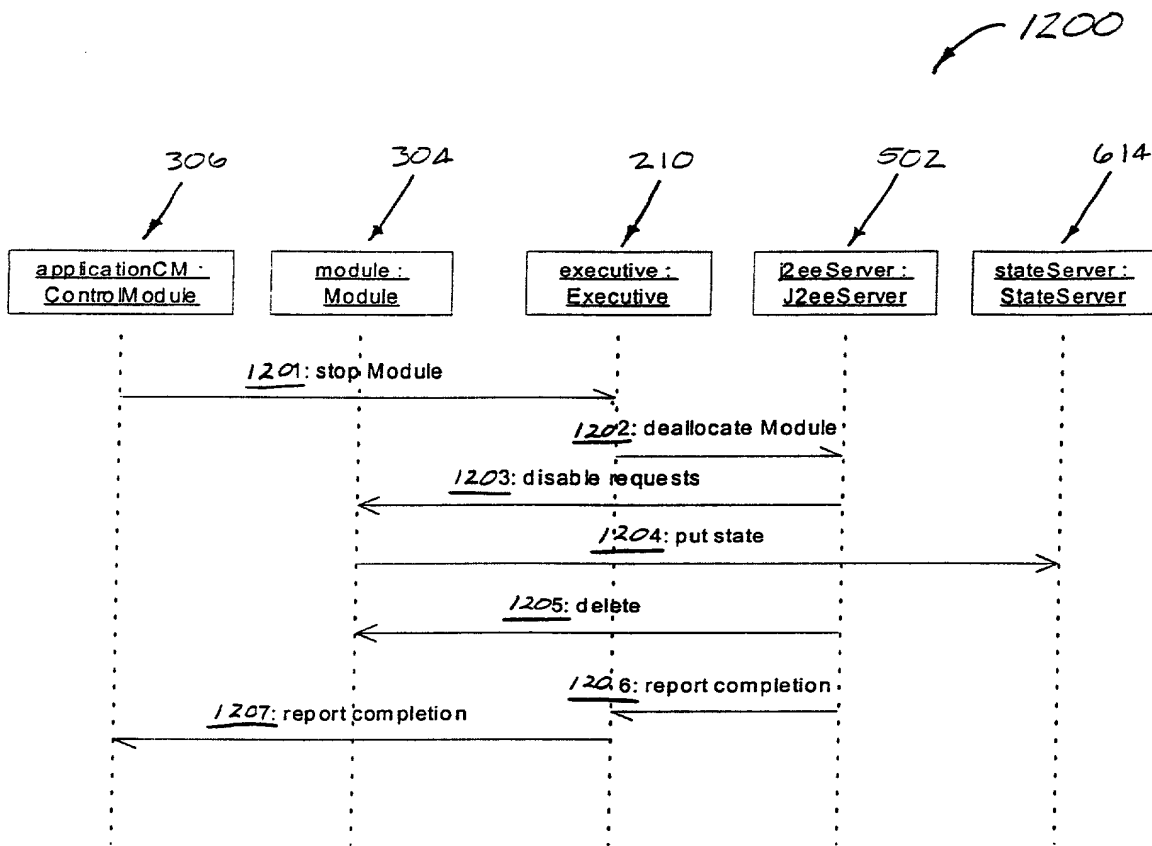 1200
306
304
210
502
614
applicationCM :
ControlModule
module :
Module
executive :
Executive
j2eeServer :
J2eeServer
stateServer :
StateServer
1201: stop Module
1202: deallocate Module
1203: disable requests
1204: put state
1205: delete
1206: report completion
1207: report completion